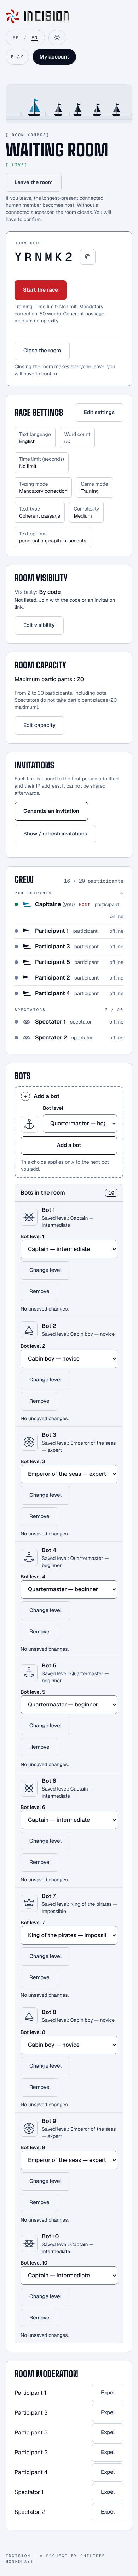 INCISION
FR / EN
PLAY
My account
[.ROOM YRNMK2]
WAITING ROOM
[.LIVE]
Leave the room
If you leave, the longest-present connected
human member becomes host. Without a
connected successor, the room closes. You are
still to confirm.
ROOM CODE
YRNMK2
Start the race
Training. Time limit: No limit. Mandatory
correction. 50 words. Coherent passage,
medium complexity.
Close the room
Closing the room makes everyone leave: you
will have to confirm.
RACE SETTINGS
Edit settings
Text language
English
Word count
50
Time limit (seconds)
No limit
Typing mode
Mandatory correction
Game mode
Training
Text type
Coherent passage
Complexity
Medium
Text options
punctuation, capitals, accents
ROOM VISIBILITY
Visibility: By code
Not listed. Join with the code or an invitation
link.
Edit visibility
ROOM CAPACITY
Maximum participants : 20
From 2 to 30 participants, including bots.
Spectators do not take participant places (20
maximum).
Edit capacity
INVITATIONS
Each link is bound to the first person admitted
and their IP address. It cannot be shared
afterwards.
Generate an invitation
Show / refresh invitations
CREW
16 / 20 participants
PARTICIPANTS 6
Capitaine (you) HOST participant
online
Participant 1 participant offline
Participant 3 participant offline
Participant 5 participant offline
Participant 2 participant offline
Participant 4 participant offline
SPECTATORS 2 / 20
Spectator 1 spectator offline
Spectator 2 spectator offline
BOTS
Add a bot
Bot level
Quartermaster — beg
Add a bot
This choice applies only to the next bot
you add.
Bots in the room 10
Bot 1
Saved level: Captain —
intermediate
Bot level 1
Captain — intermediate
Change level
Remove
No unsaved changes.
Bot 2
Saved level: Cabin boy — novice
Bot level 2
Cabin boy — novice
Change level
Remove
No unsaved changes.
Bot 3
Saved level: Emperor of the seas
— expert
Bot level 3
Emperor of the seas — expert
Change level
Remove
No unsaved changes.
Bot 4
Saved level: Quartermaster —
beginner
Bot level 4
Quartermaster — beginner
Change level
Remove
No unsaved changes.
Bot 5
Saved level: Quartermaster —
beginner
Bot level 5
Quartermaster — beginner
Change level
Remove
No unsaved changes.
Bot 6
Saved level: Captain —
intermediate
Bot level 6
Captain — intermediate
Change level
Remove
No unsaved changes.
Bot 7
Saved level: King of the pirates —
impossible
Bot level 7
King of the pirates — impossil
Change level
Remove
No unsaved changes.
Bot 8
Saved level: Cabin boy — novice
Bot level 8
Cabin boy — novice
Change level
Remove
No unsaved changes.
Bot 9
Saved level: Emperor of the seas
— expert
Bot level 9
Emperor of the seas — expert
Change level
Remove
No unsaved changes.
Bot 10
Saved level: Captain —
intermediate
Bot level 10
Captain — intermediate
Change level
Remove
No unsaved changes.
ROOM MODERATION
Participant 1 Expel
Participant 3 Expel
Participant 5 Expel
Participant 2 Expel
Participant 4 Expel
Spectator 1 Expel
Spectator 2 Expel
INCISION · A PROJECT BY PHILIPPE
MONFOUAYI